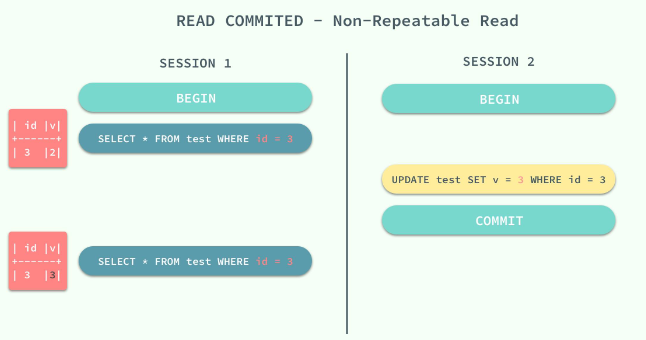 READ COMMITED - Non-Repeatable Read
SESSION 1
BEGIN
| id |v|
+------+
| 3 |2|
SELECT * FROM test WHERE id = 3
| id |v|
+------+
| 3 |3|
SELECT * FROM test WHERE id = 3
SESSION 2
BEGIN
UPDATE test SET v = 3 WHERE id = 3
COMMIT